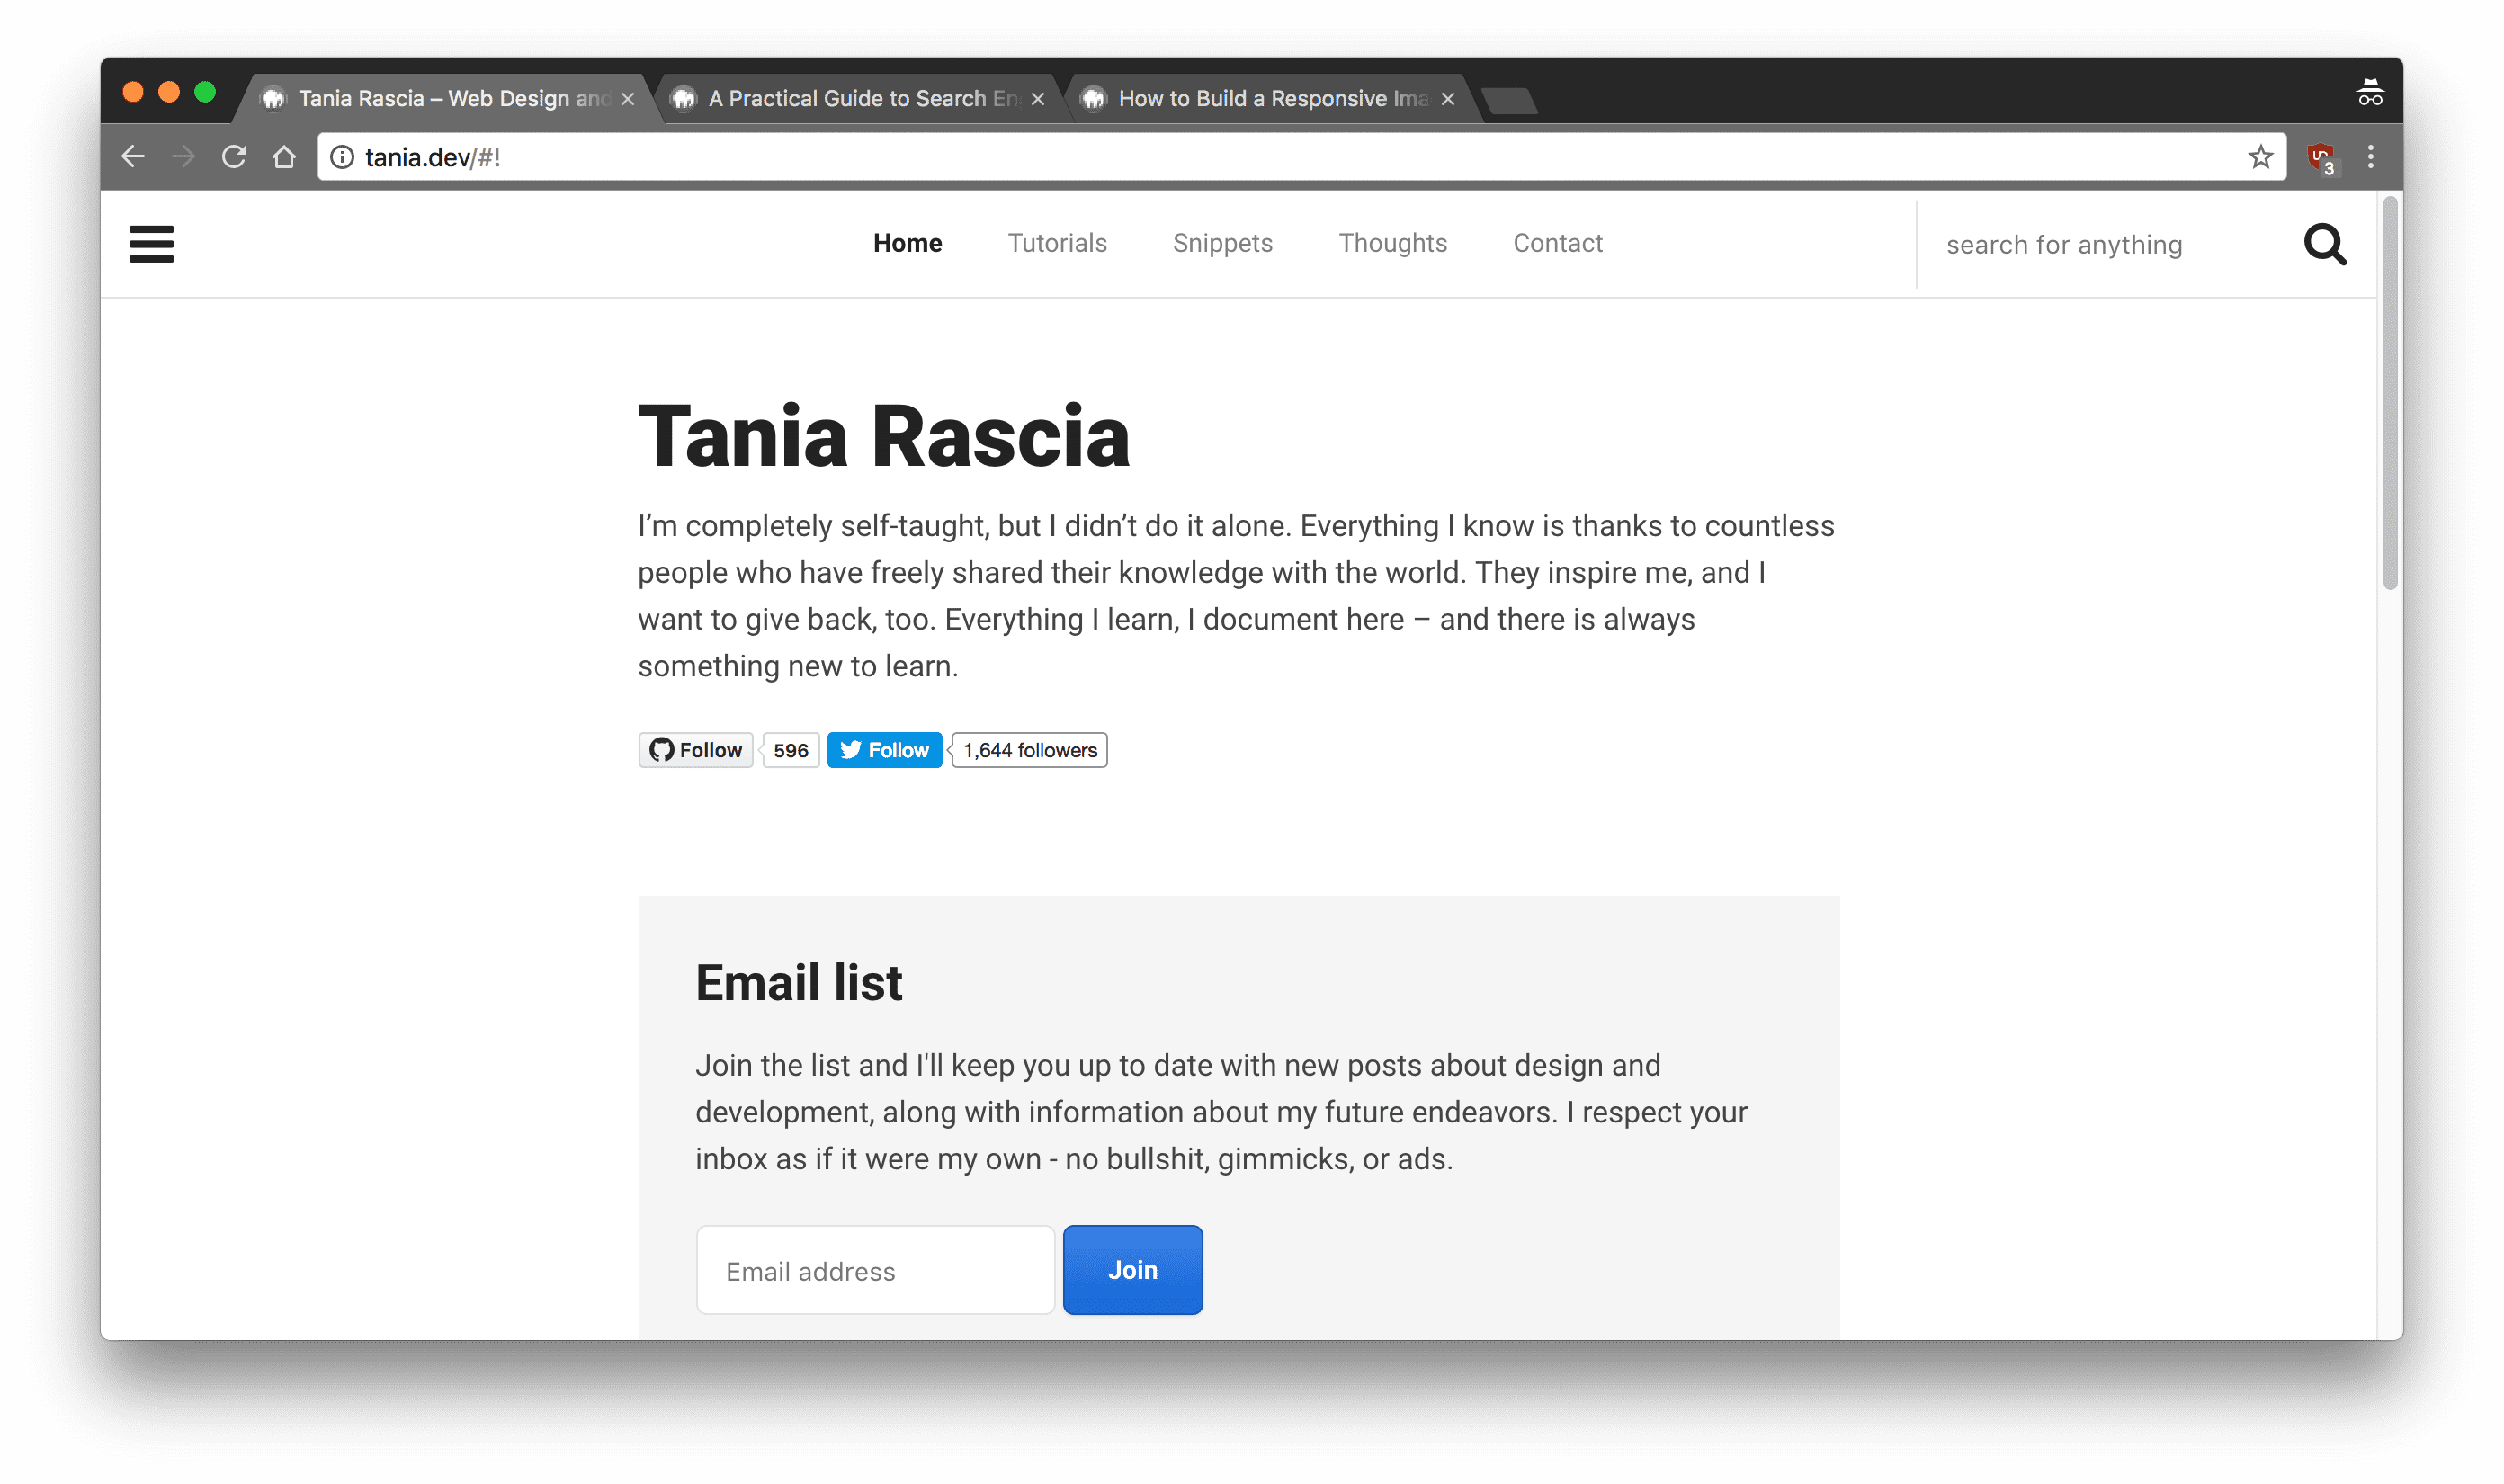 Tania Rascia – Web Design and
A Practical Guide to Search En
How to Build a Responsive Ima
tania.dev/#!
3
Home
Tutorials
Snippets
Thoughts
Contact
search for anything
Tania Rascia
I’m completely self-taught, but I didn’t do it alone. Everything I know is thanks to countless
people who have freely shared their knowledge with the world. They inspire me, and I
want to give back, too. Everything I learn, I document here – and there is always
something new to learn.
Follow
596
Follow
1,644 followers
Email list
Join the list and I'll keep you up to date with new posts about design and
development, along with information about my future endeavors. I respect your
inbox as if it were my own - no bullshit, gimmicks, or ads.
Email address
Join